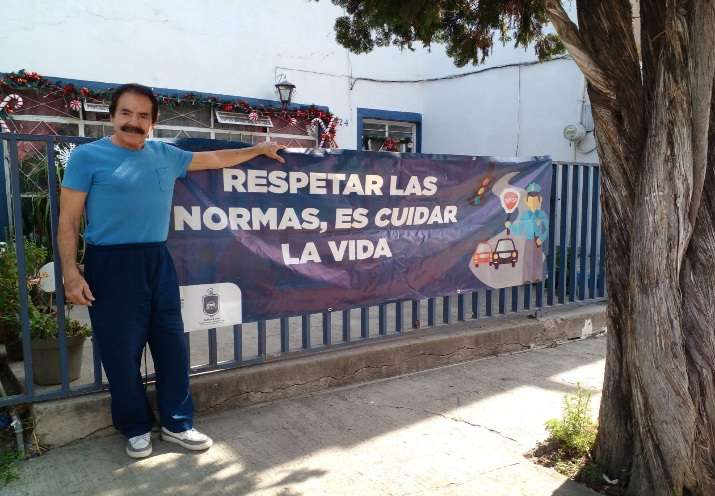 RESPETAR LAS
NORMAS, ES CUIDAR
LA VIDA